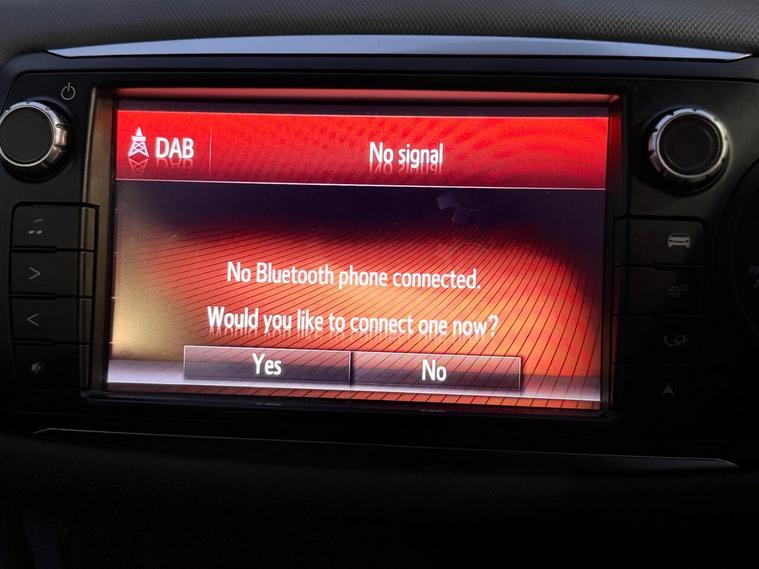 DAB
No signal
No Bluetooth phone connected.
Would you like to connect one now?
Yes
No